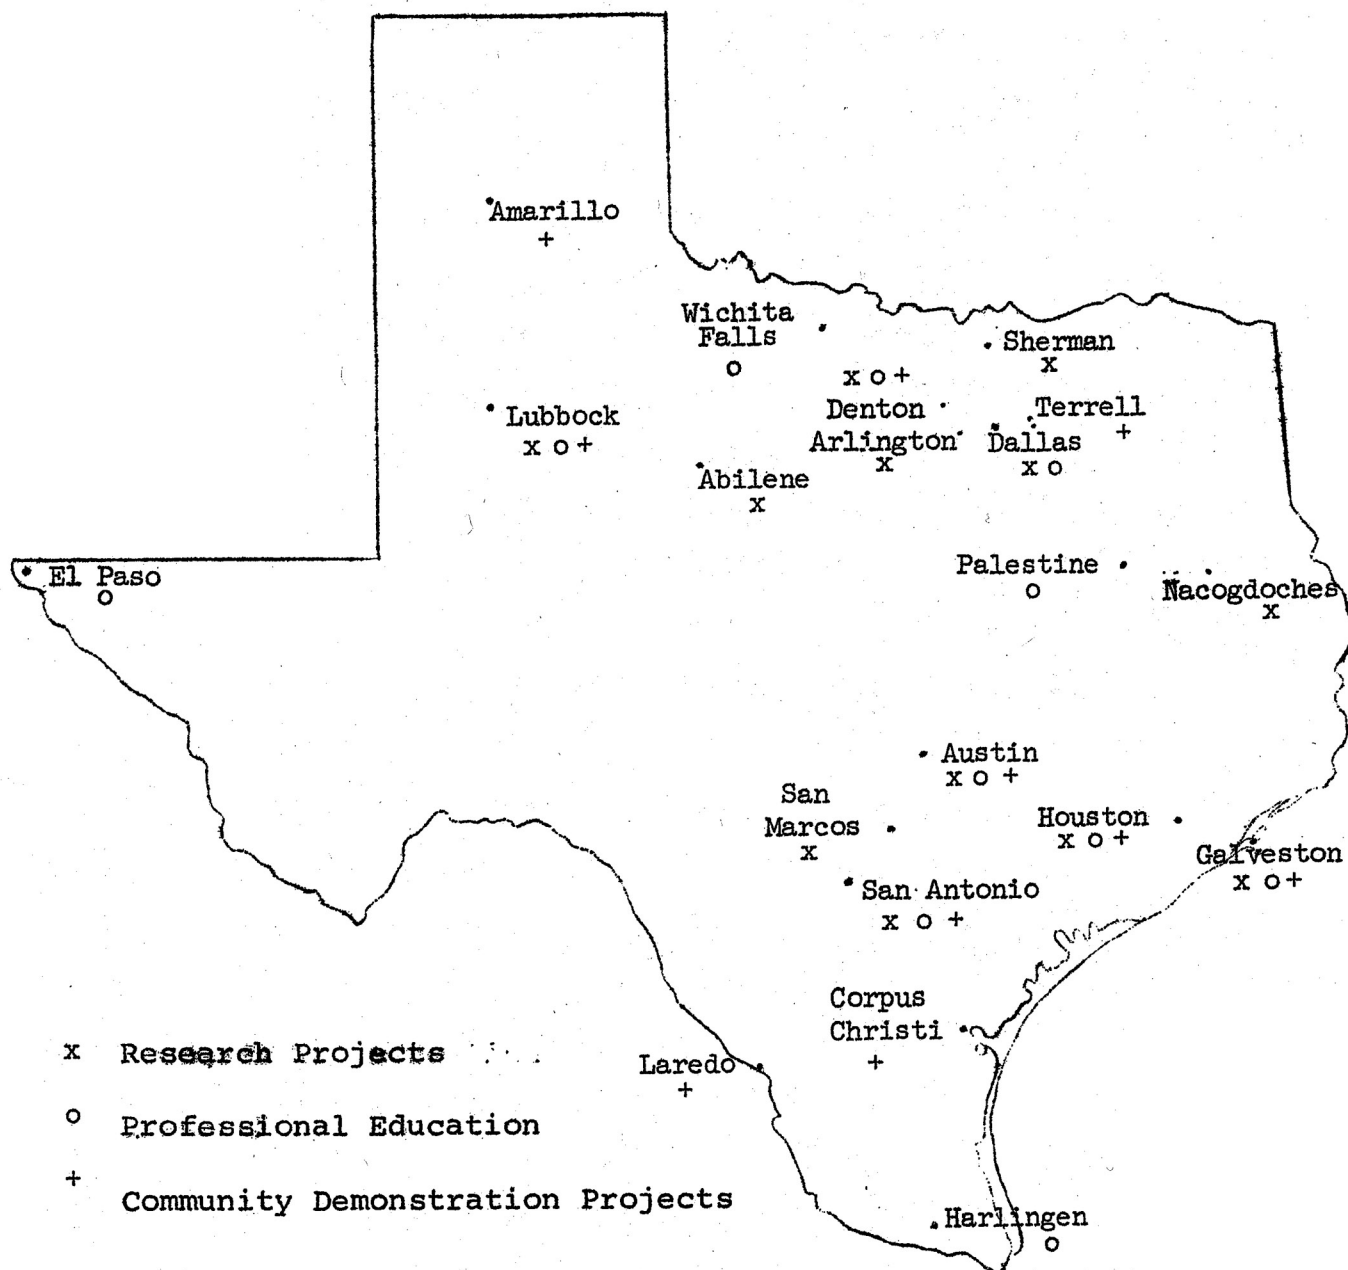 Amarillo
+
Wichita
Falls
o
Sherman
x
x o +
Denton
Terrell
+
Lubbock
x o +
Arlington
x
Dallas
x o
Abilene
x
El Paso
o
Palestine
o
Nacogdoches
x
Austin
x o +
San
Marcos
x
Houston
x o +
Galveston
x o +
San Antonio
x o +
Corpus
Christi
+
Laredo
+
Harlingen
o
x Research Projects
o Professional Education
+ Community Demonstration Projects